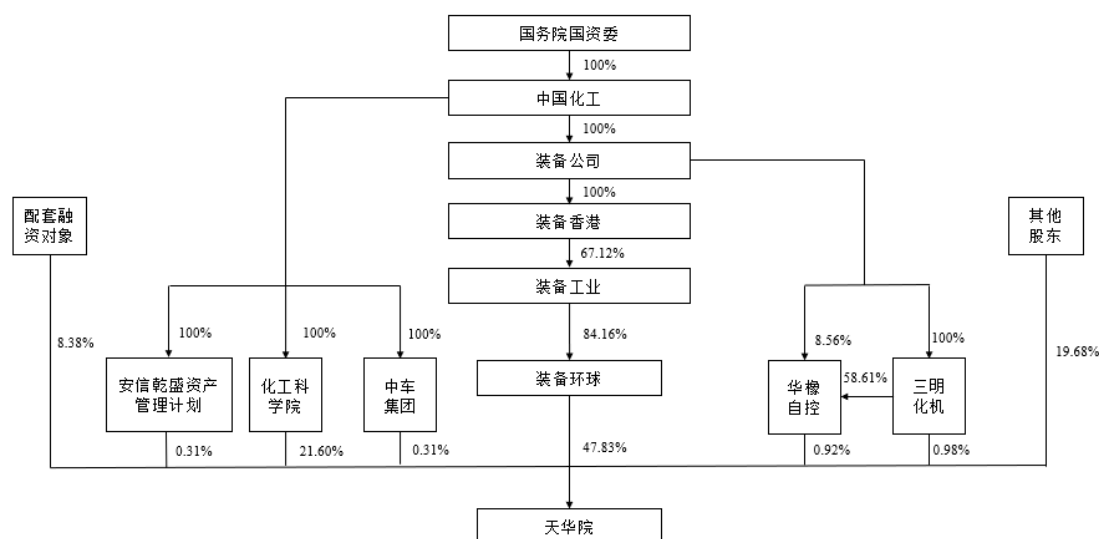 国务院国资委
100%
中国化工
100%
装备公司
100%
配套融
资对象
装备香港
其他
股东
67.12%
装备工业
100%
100%
100%
84.16%
8.56%
100%
8.38%
19.68%
安信乾盛资产
管理计划
化工科
学院
中车
集团
装备环球
华橡
自控
58.61%
三明
化机
0.31%
21.60%
0.31%
47.83%
0.92%
0.98%
天华院